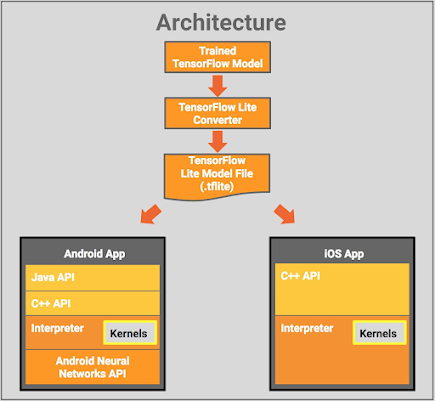 Architecture
Trained
TensorFlow Model
TensorFlow Lite
Converter
TensorFlow
Lite Model File
(.tflite)
Android App
Java API
C++ API
Interpreter
Kernels
Android Neural
Networks API
iOS App
C++ API
Interpreter
Kernels